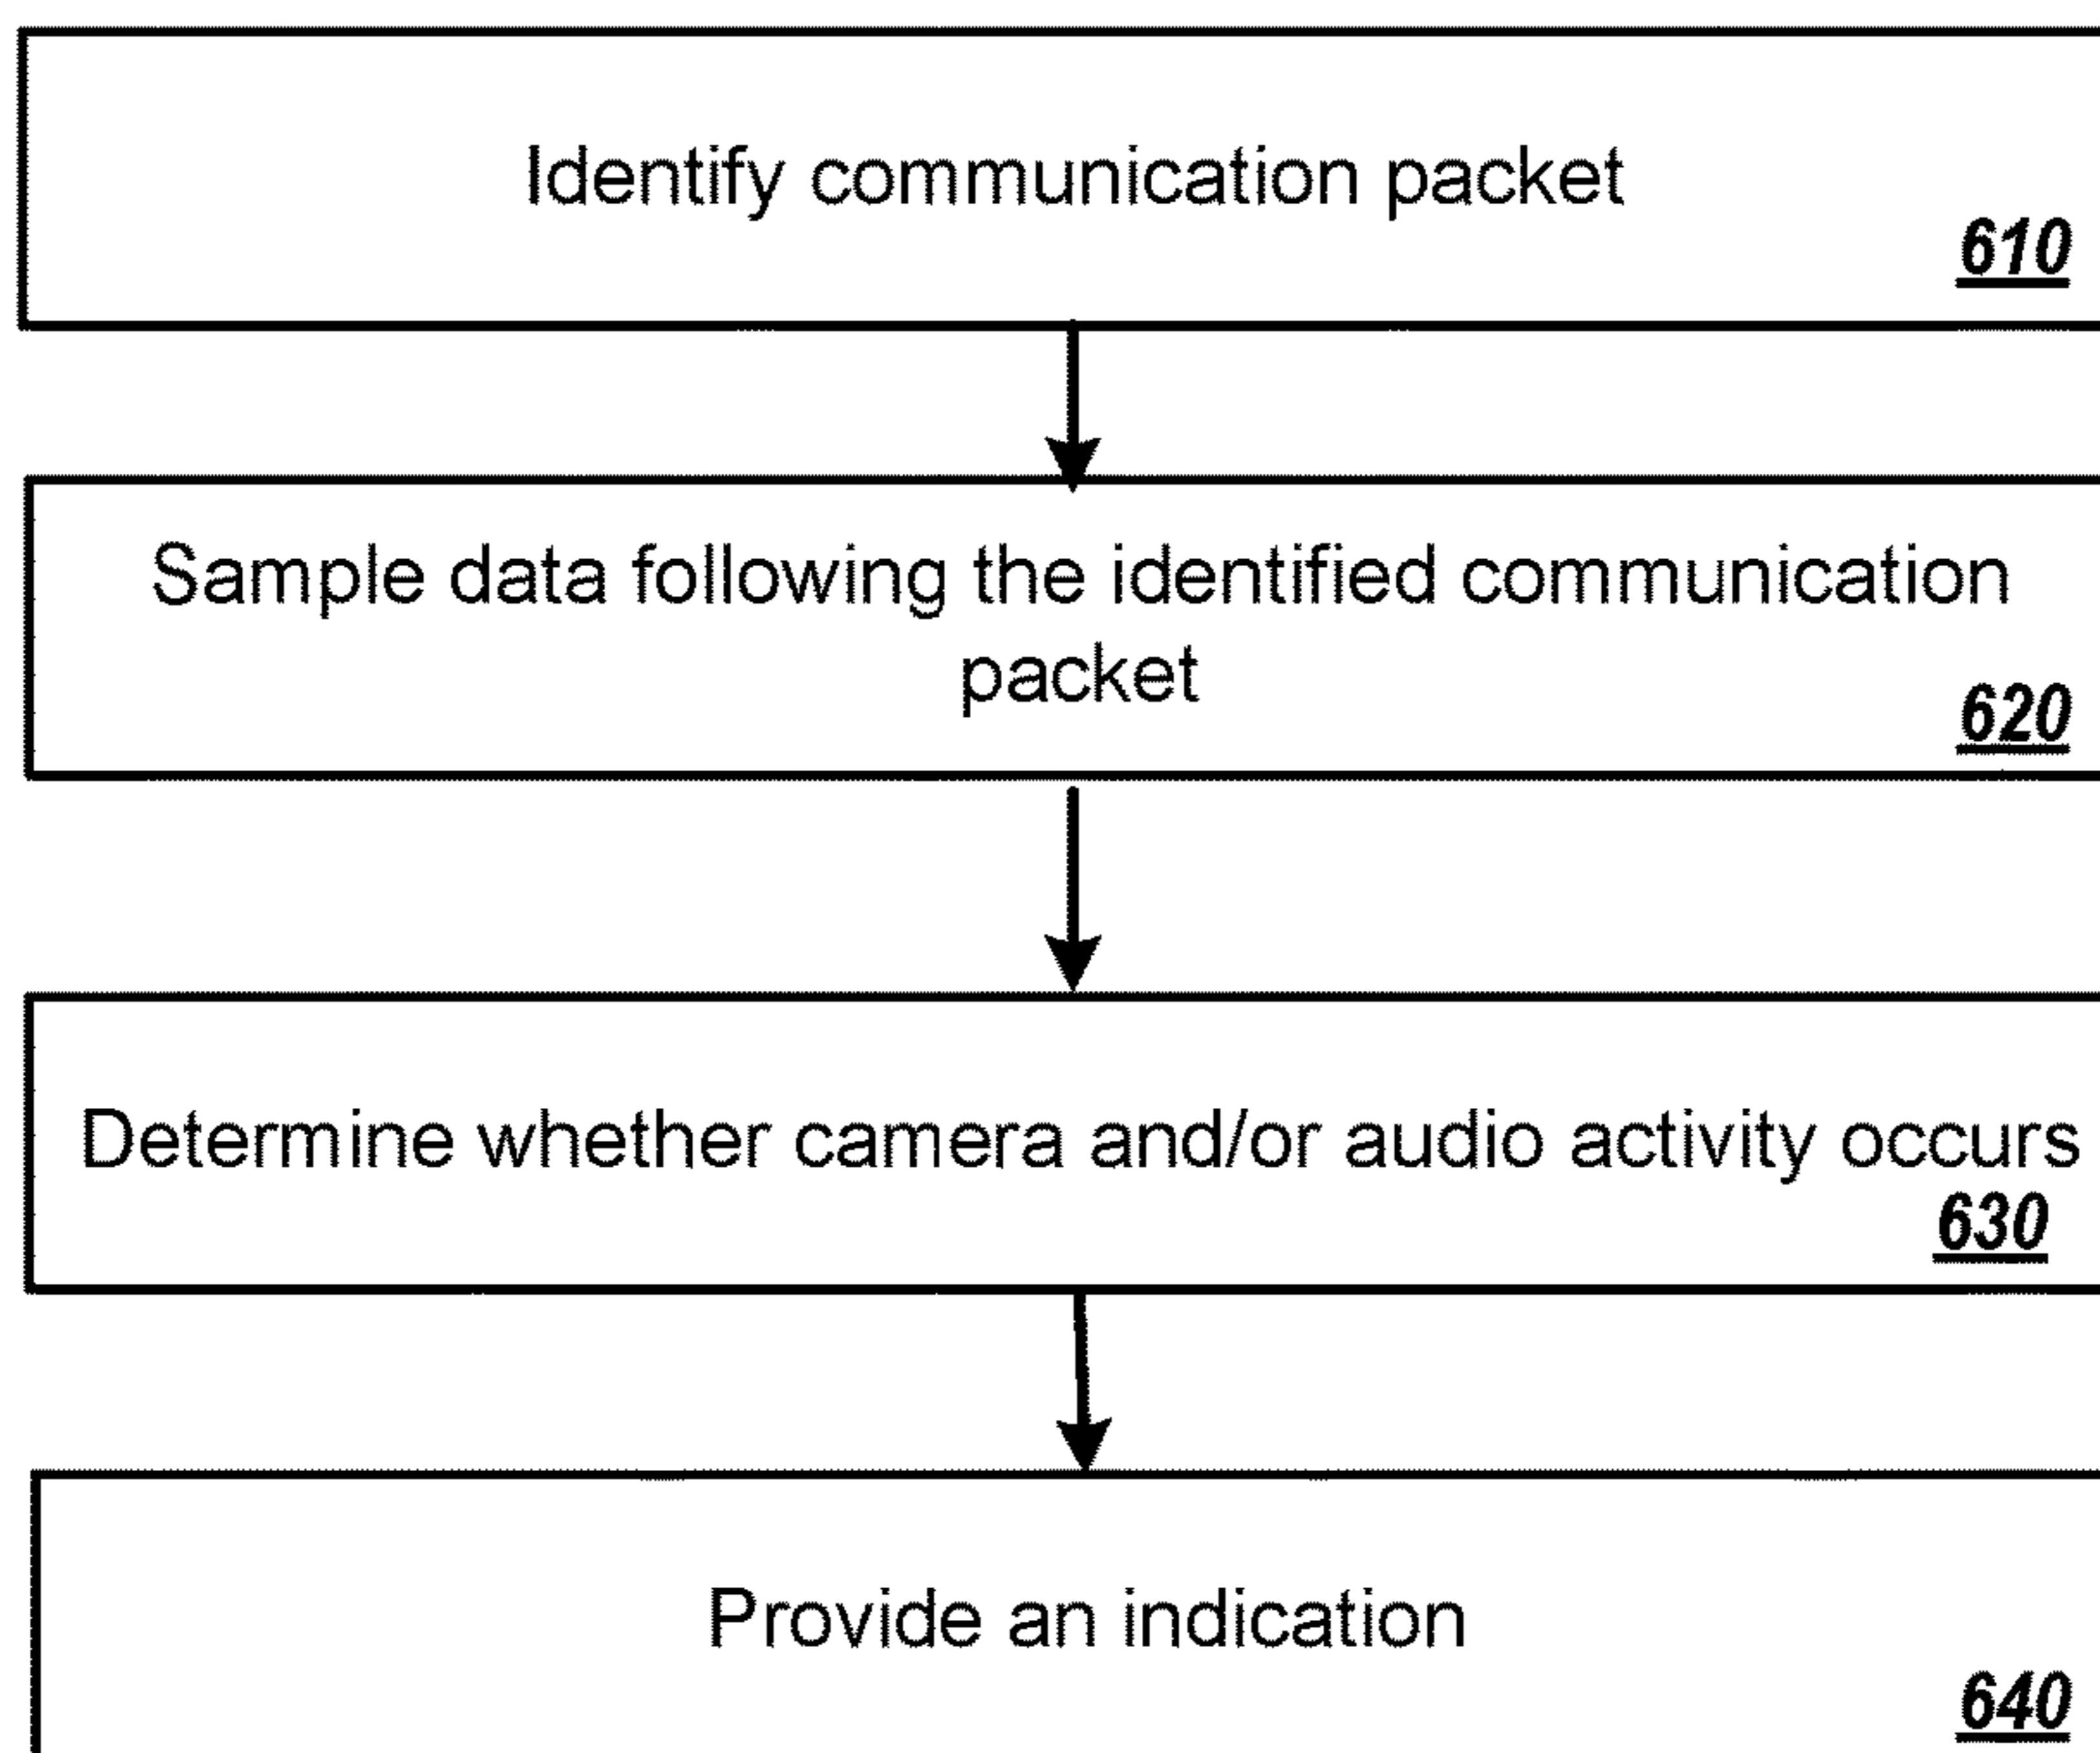 Identify communication packet
610
Sample data following the identified communication
packet
620
Determine whether camera and/or audio activity occurs
630
Provide an indication
640